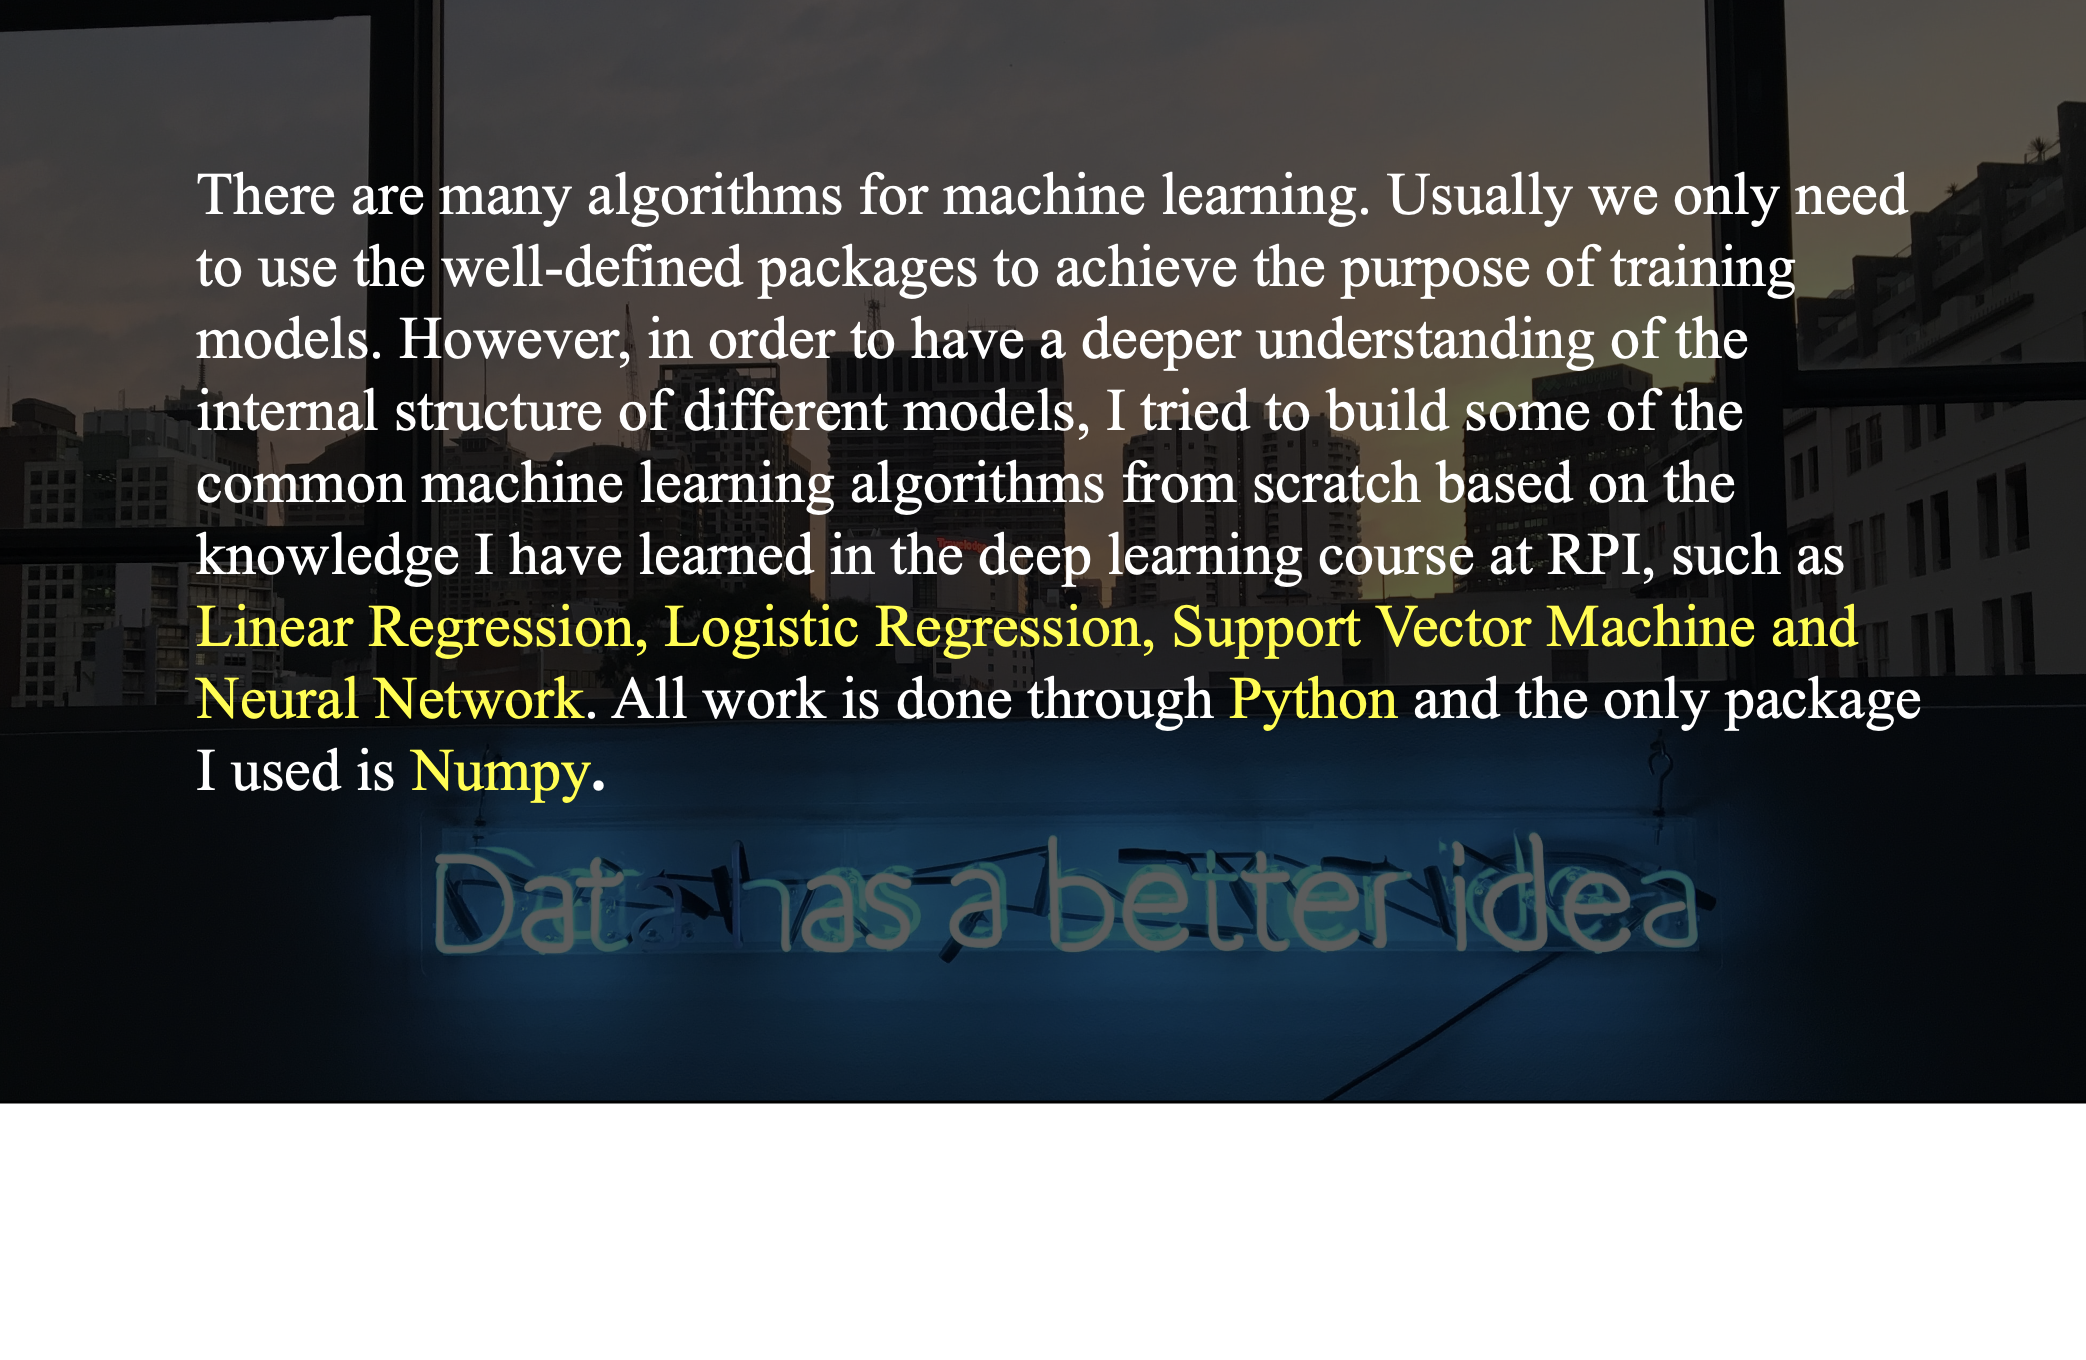 There are many algorithms for machine learning. Usually we only need
to use the well-defined packages to achieve the purpose of training
models. However, in order to have a deeper understanding of the
internal structure of different models, I tried to build some of the
common machine learning algorithms from scratch based on the
knowledge I have learned in the deep learning course at RPI, such as
Linear Regression, Logistic Regression, Support Vector Machine and
Neural Network. All work is done through Python and the only package
I used is Numpy.
Data has a better idea